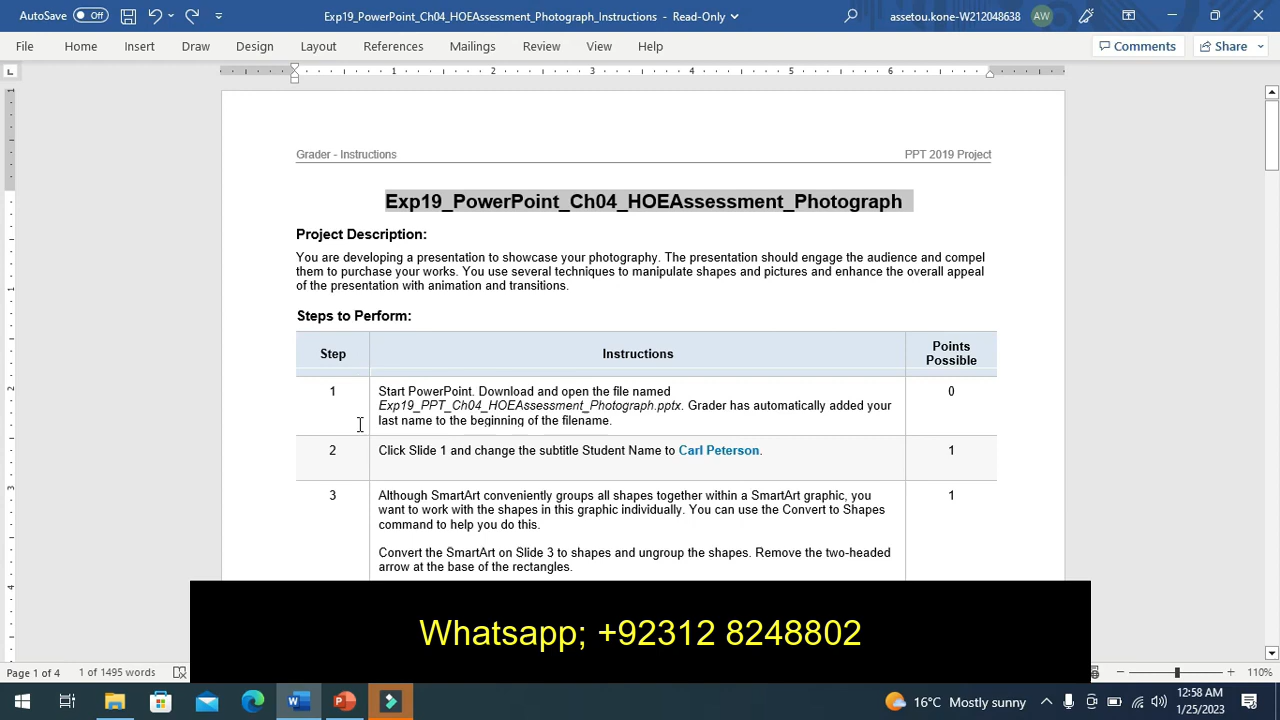 AutoSave Off Exp19_PowerPoint_Ch04_HOEAssessment_Photograph_Instructions - Read-Only assetou.kone-W212048638 AW
File Home Insert Draw Design Layout References Mailings Review View Help Comments Share
1 2 3 4 5 6
Grader - Instructions PPT 2019 Project
Exp19_PowerPoint_Ch04_HOEAssessment_Photograph
Project Description:
You are developing a presentation to showcase your photography. The presentation should engage the audience and compel
them to purchase your works. You use several techniques to manipulate shapes and pictures and enhance the overall appeal
of the presentation with animation and transitions.
Steps to Perform:
Step Instructions Points Possible
1 Start PowerPoint. Download and open the file named 0
Exp19_PPT_Ch04_HOEAssessment_Photograph.pptx. Grader has automatically added your
last name to the beginning of the filename.
2 Click Slide 1 and change the subtitle Student Name to Carl Peterson. 1
3 Although SmartArt conveniently groups all shapes together within a SmartArt graphic, you 1
want to work with the shapes in this graphic individually. You can use the Convert to Shapes
command to help you do this.
Convert the SmartArt on Slide 3 to shapes and ungroup the shapes. Remove the two-headed
arrow at the base of the rectangles.
Whatsapp; +92312 8248802
Page 1 of 4 1 of 1495 words 110%
16°C Mostly sunny 12:58 AM
1/25/2023